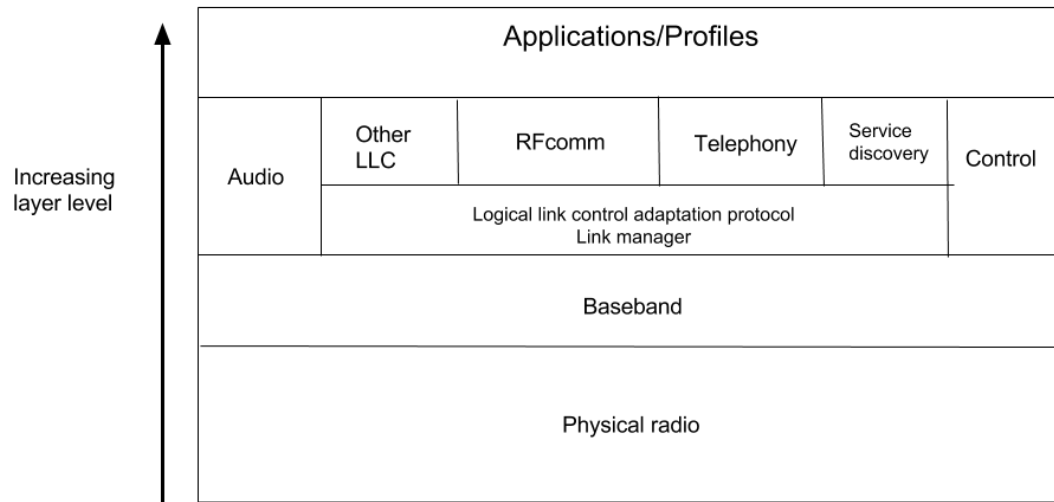 Applications/Profiles
Increasing
layer level
Audio
Other
LLC
RFcomm
Telephony
Service
discovery
Control
Logical link control adaptation protocol
Link manager
Baseband
Physical radio